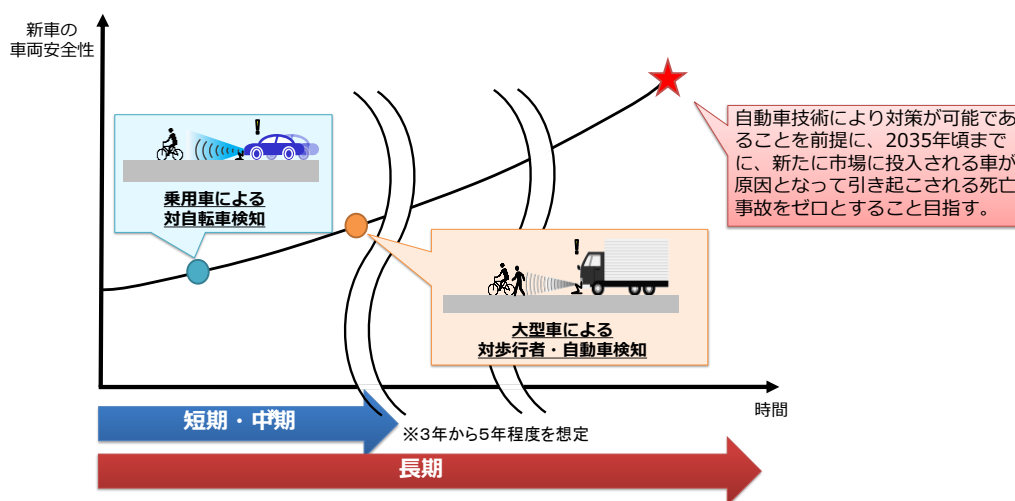 新車の
車両安全性
!
乗用車による
対自転車検知
自動車技術により対策が可能であ
ることを前提に、2035年頃まで
に、新たに市場に投入される車が
原因となって引き起こされる死亡
事故をゼロとすること目指す。
!
大型車による
対歩行者・自動車検知
時間
短期・中期※
※3年から5年程度を想定
長期